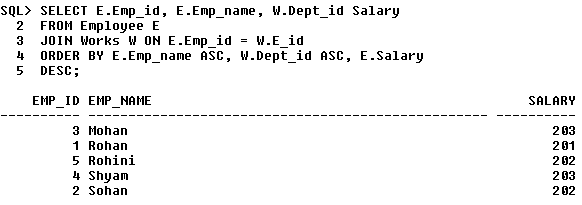 SQL> SELECT E.Emp_id, E.Emp_name, W.Dept_id Salary
2 FROM Employee E
3 JOIN Works W ON E.Emp_id = W.E_id
4 ORDER BY E.Emp_name ASC, W.Dept_id ASC, E.Salary
5 DESC;
EMP_ID EMP_NAME SALARY
---------- -------------------------------------------------- ----------
3 Mohan 203
1 Rohan 201
5 Rohini 202
4 Shyam 203
2 Sohan 202